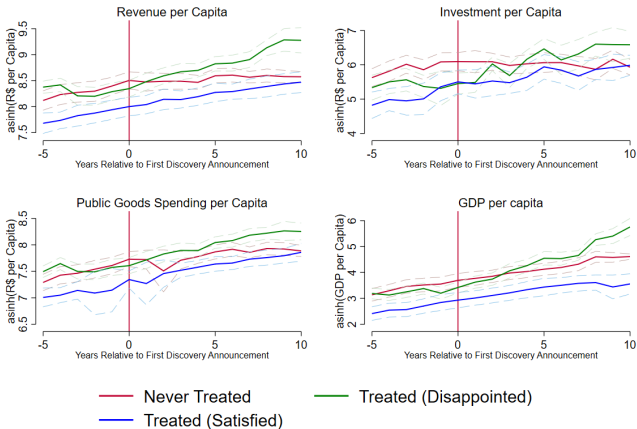 Revenue per Capita
asinh(R$ per Capita)
7.5 8 8.5 9 9.5
-5 0 5 10
Years Relative to First Discovery Announcement
Investment per Capita
asinh(R$ per Capita)
4 5 6 7
-5 0 5 10
Years Relative to First Discovery Announcement
Public Goods Spending per Capita
asinh(R$ per Capita)
6.5 7 7.5 8 8.5
-5 0 5 10
Years Relative to First Discovery Announcement
GDP per capita
asinh(GDP per Capita)
2 3 4 5 6
-5 0 5 10
Years Relative to First Discovery Announcement
Never Treated
Treated (Disappointed)
Treated (Satisfied)